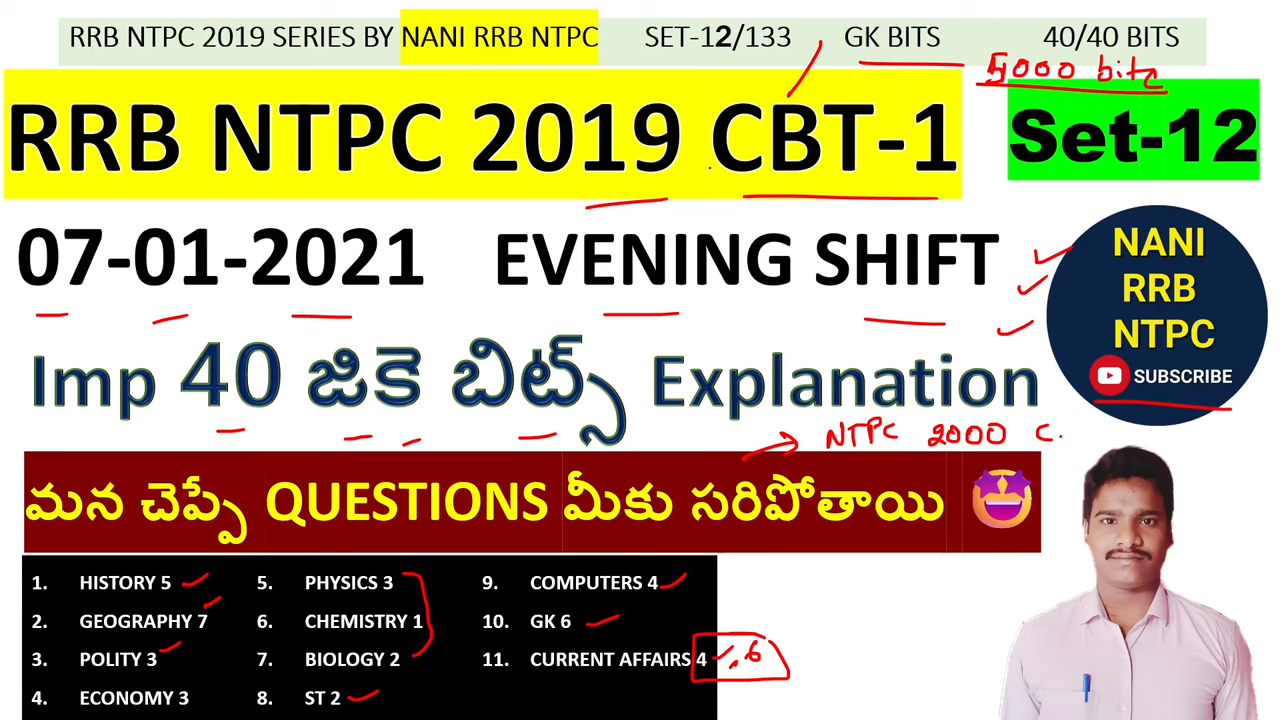 RRB NTPC 2019 SERIES BY NANI RRB NTPC SET-12/133 GK BITS 40/40 BITS
5000 bits
RRB NTPC 2019 CBT-1 Set-12
07-01-2021 EVENING SHIFT
NANI
RRB
NTPC
SUBSCRIBE
Imp 40 జికె బిట్స్ Explanation
NTPC 2000 C.
మన చెప్పే QUESTIONS మీకు సరిపోతాయి
1. HISTORY 5
2. GEOGRAPHY 7
3. POLITY 3
4. ECONOMY 3
5. PHYSICS 3
6. CHEMISTRY 1
7. BIOLOGY 2
8. ST 2
9. COMPUTERS 4
10. GK 6
11. CURRENT AFFAIRS 4 6